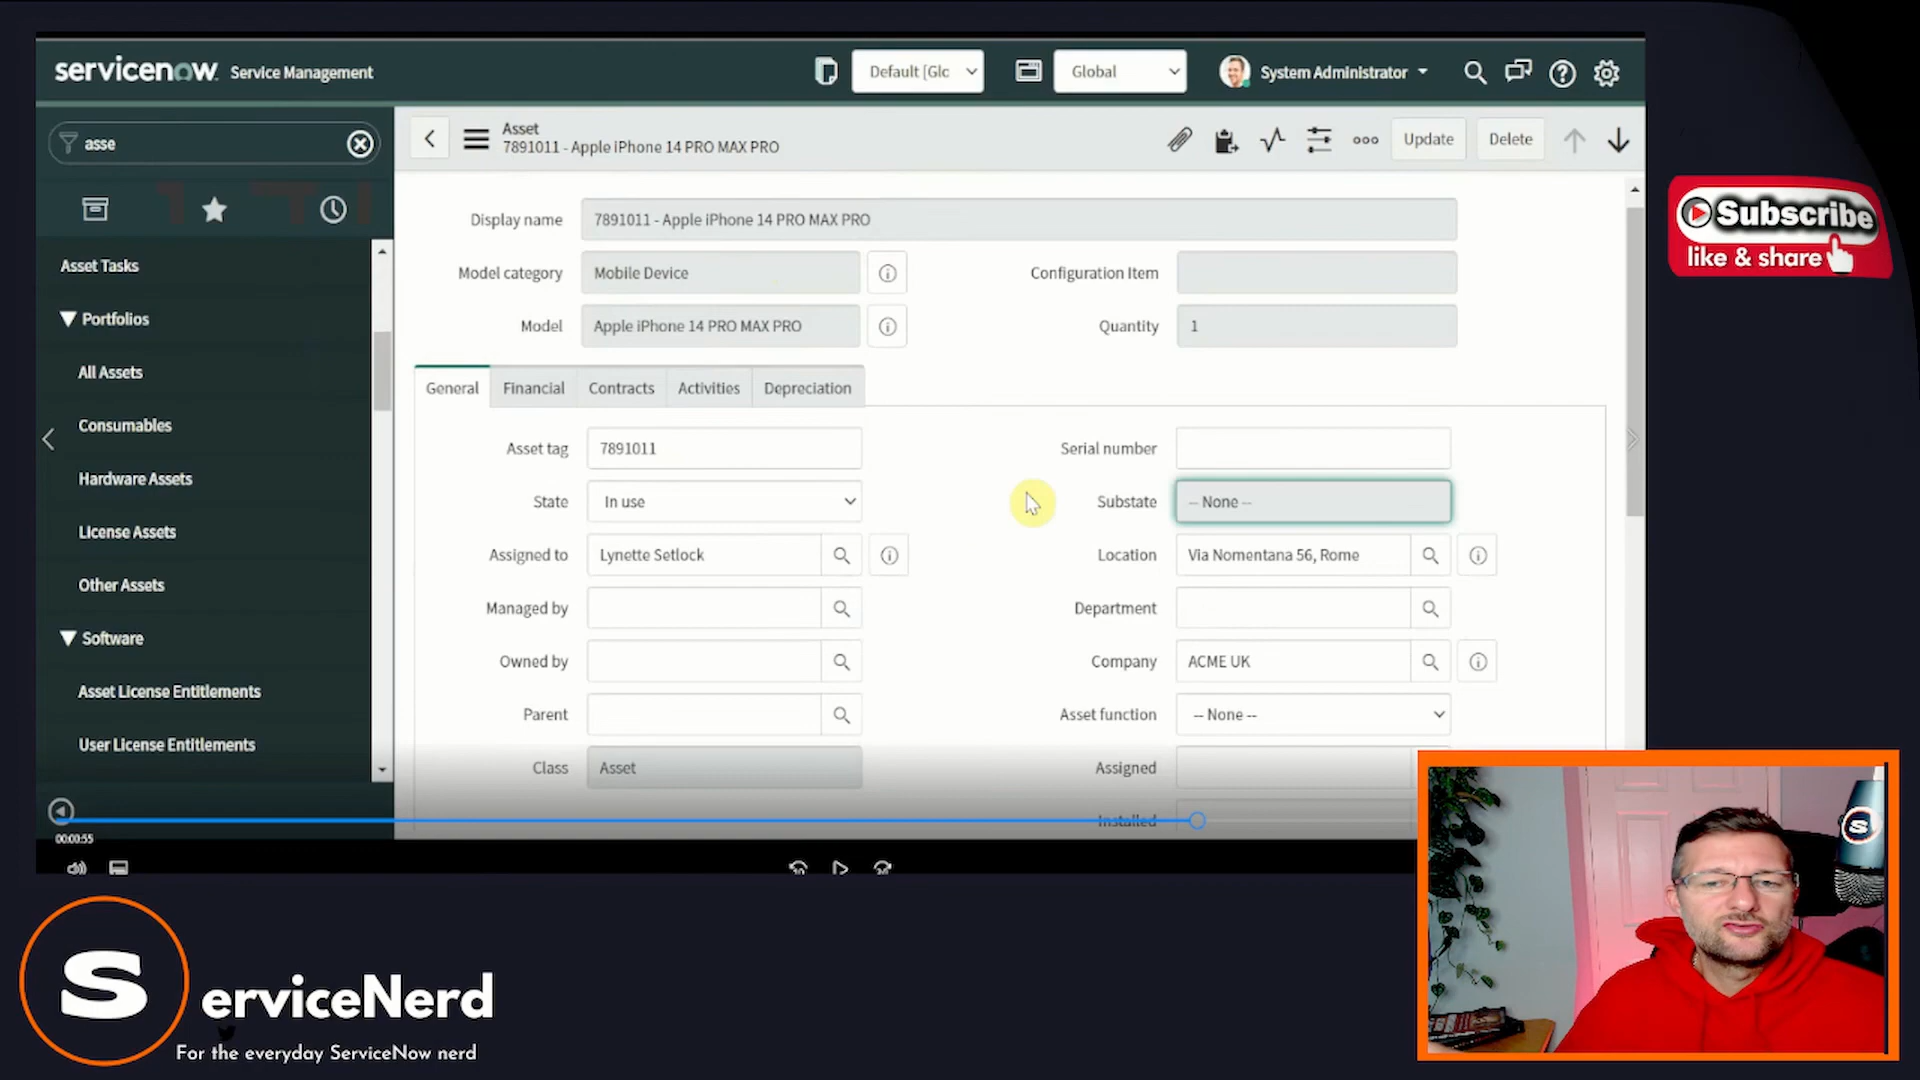 servicenow Service Management
Default [Glc
Global
System Administrator
asse
Asset
7891011 - Apple iPhone 14 PRO MAX PRO
Update
Delete
Subscribe
like & share
Asset Tasks
Portfolios
All Assets
Consumables
Hardware Assets
License Assets
Other Assets
Software
Asset License Entitlements
User License Entitlements
Display name 7891011 - Apple iPhone 14 PRO MAX PRO
Model category Mobile Device
Configuration Item
Model Apple iPhone 14 PRO MAX PRO
Quantity 1
General Financial Contracts Activities Depreciation
Asset tag 7891011
Serial number
State In use
Substate -- None --
Assigned to Lynette Setlock
Location Via Nomentana 56, Rome
Managed by
Department
Owned by
Company ACME UK
Parent
Asset function -- None --
Class Asset
Assigned
Installed
00:00:55
10
S
S
erviceNerd
For the everyday ServiceNow nerd